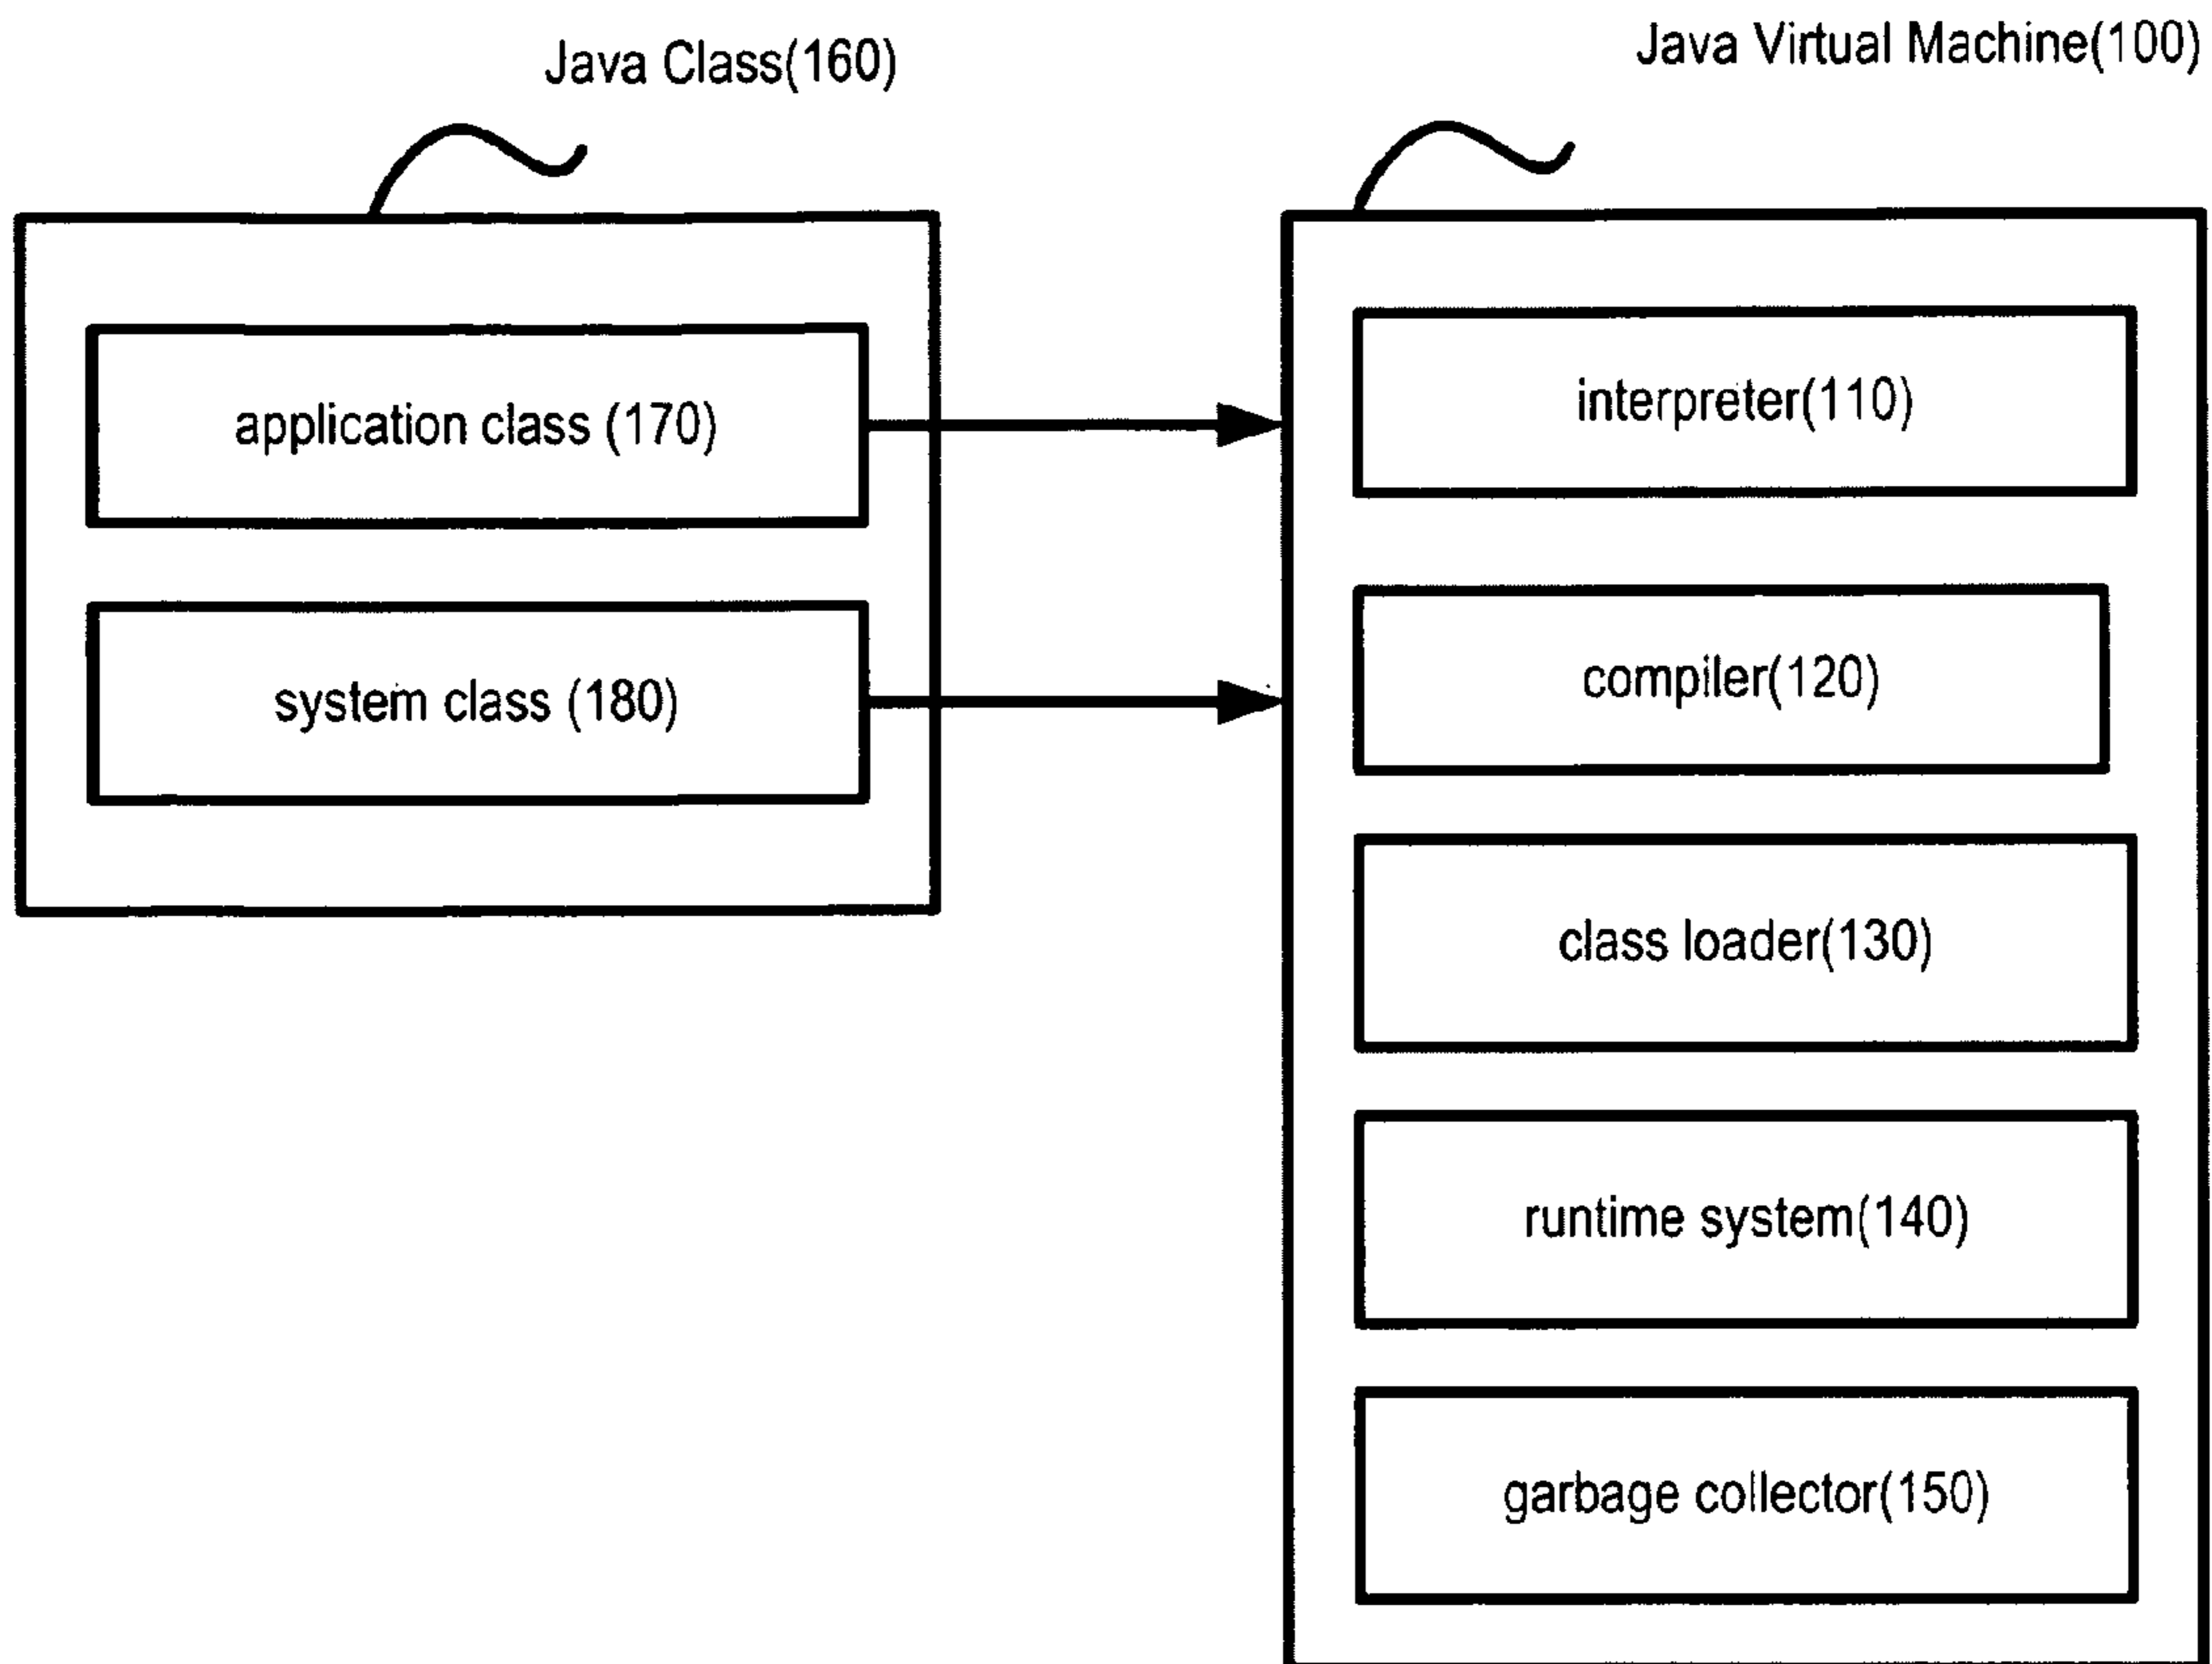 Java Class(160)
Java Virtual Machine(100)
application class (170)
system class (180)
interpreter(110)
compiler(120)
class loader(130)
runtime system(140)
garbage collector(150)